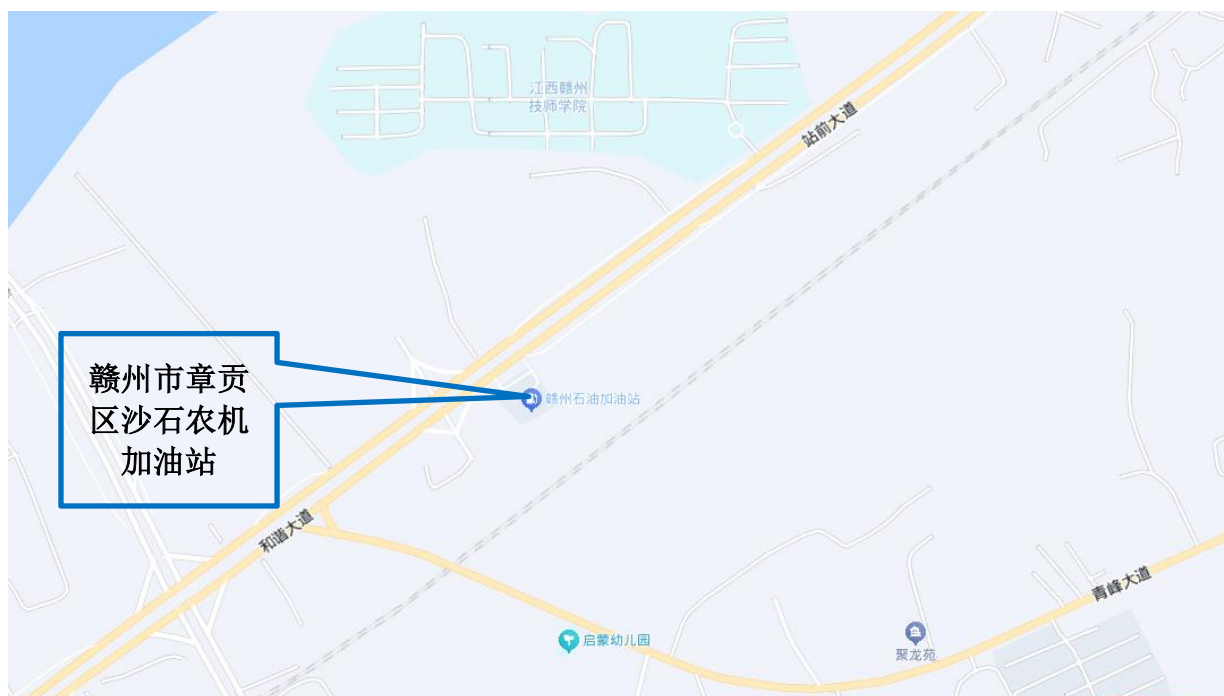 江西赣州
技师学院
站前大道
赣州市章贡
区沙石农机
加油站
赣州石油加油站
和谐大道
青峰大道
启蒙幼儿园
聚龙苑